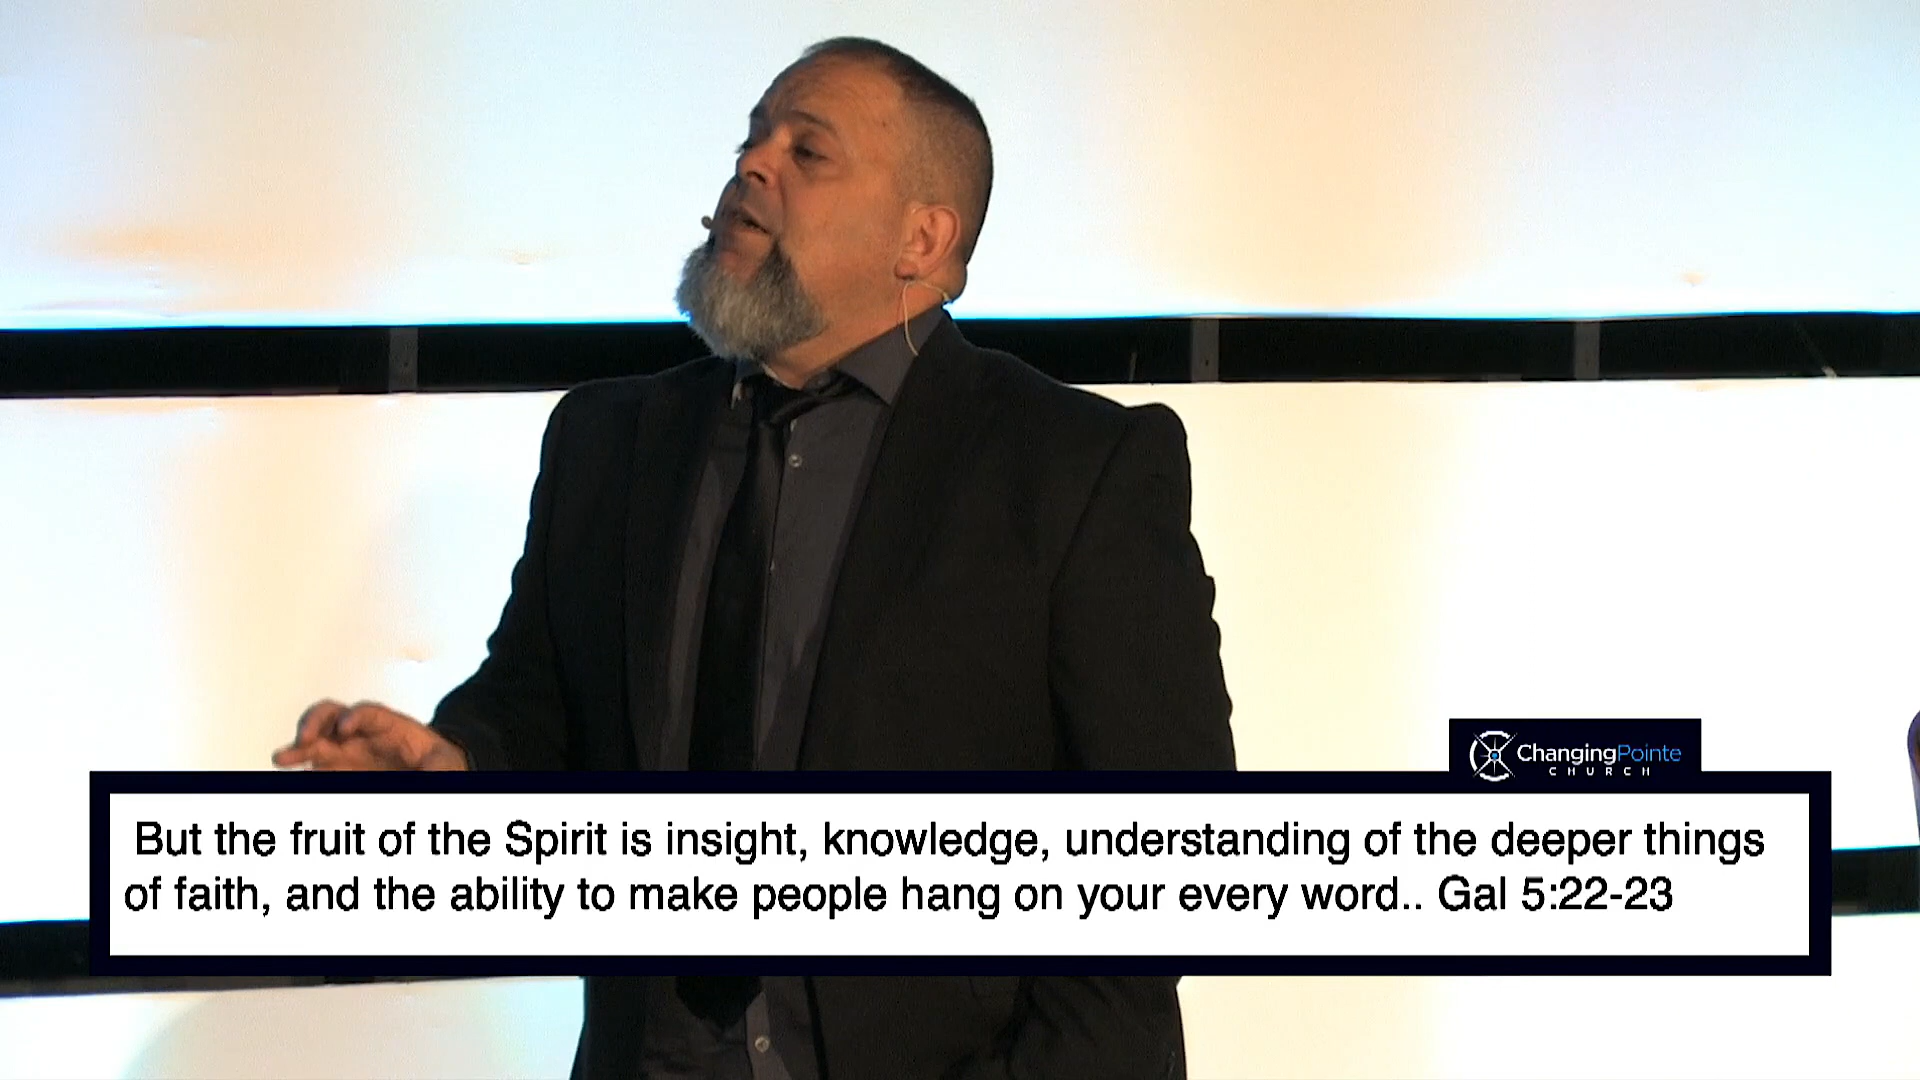 ChangingPointe
CHURCH
But the fruit of the Spirit is insight, knowledge, understanding of the deeper things
of faith, and the ability to make people hang on your every word.. Gal 5:22-23